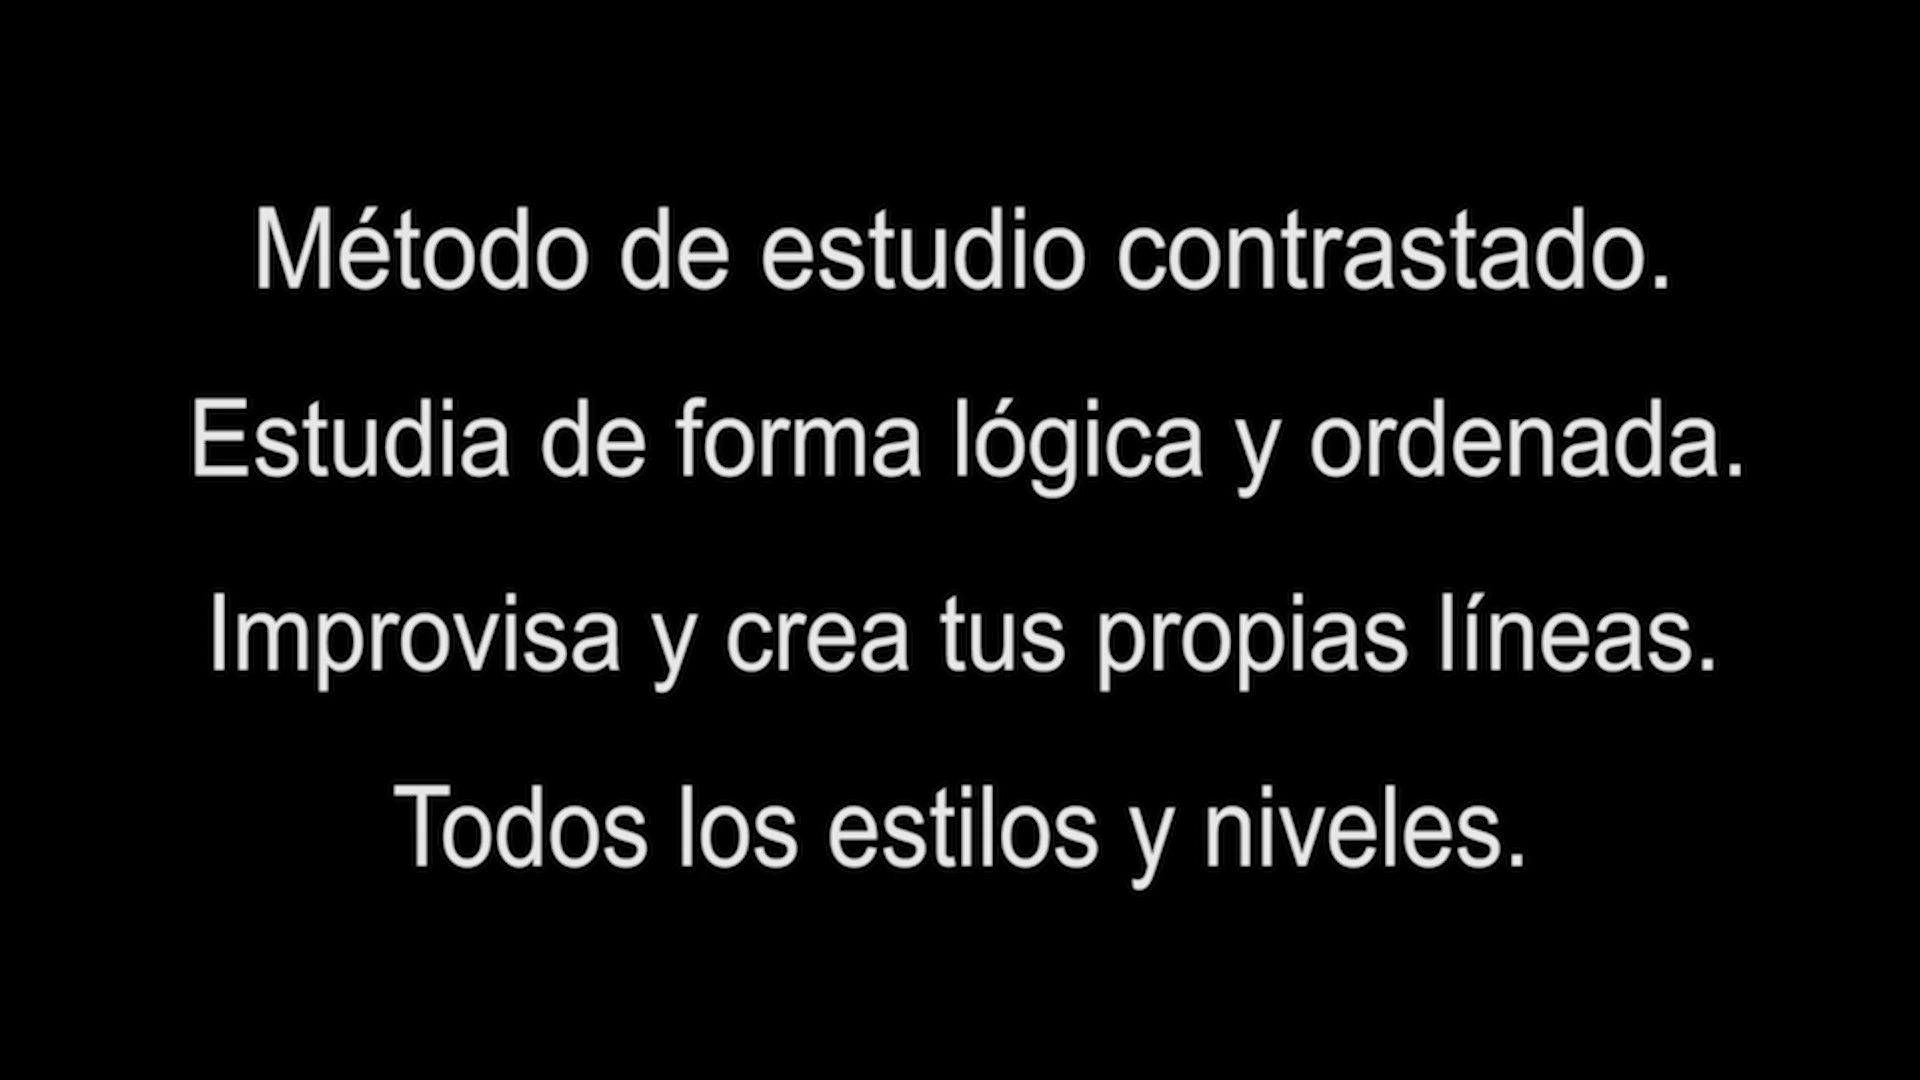 Método de estudio contrastado.
Estudia de forma lógica y ordenada.
Improvisa y crea tus propias líneas.
Todos los estilos y niveles.